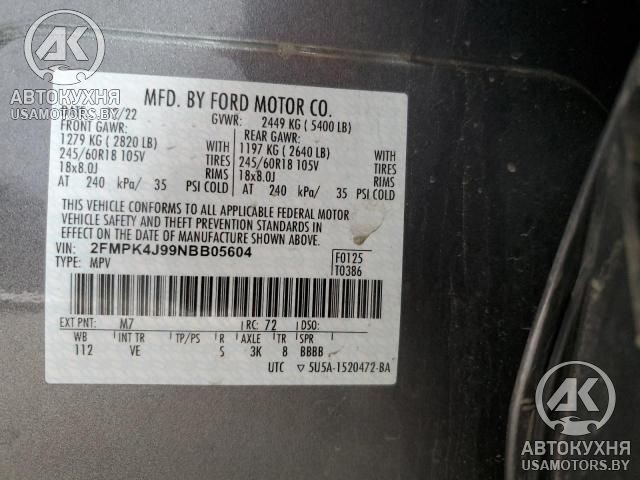 АК
АВТОКУХНЯ
USAMOTORS.BY
MFD. BY FORD MOTOR CO.
/22
GVWR: 2449 KG ( 5400 LB)
FRONT GAWR:
1279 KG ( 2820 LB)
245/60R18 105V
18x8.0J
AT 240 kPa/ 35 PSI COLD
WITH
TIRES
RIMS
REAR GAWR:
1197 KG ( 2640 LB)
245/60R18 105V
18x8.0J
AT 240 kPa/ 35 PSI COLD
WITH
TIRES
RIMS
THIS VEHICLE CONFORMS TO ALL APPLICABLE FEDERAL MOTOR
VEHICLE SAFETY AND THEFT PREVENTION STANDARDS IN
EFFECT ON THE DATE OF MANUFACTURE SHOWN ABOVE.
VIN: 2FMPK4J99NBB05604
TYPE: MPV
F0125
T0386
EXT PNT: M7 RC: 72 DSO:
WB INT TR TP/PS R AXLE TR SPR
112 VE S 3K 8 BBBB
UTC ▽ 5U5A-1520472-BA
АК
АВТОКУХНЯ
USAMOTORS.BY